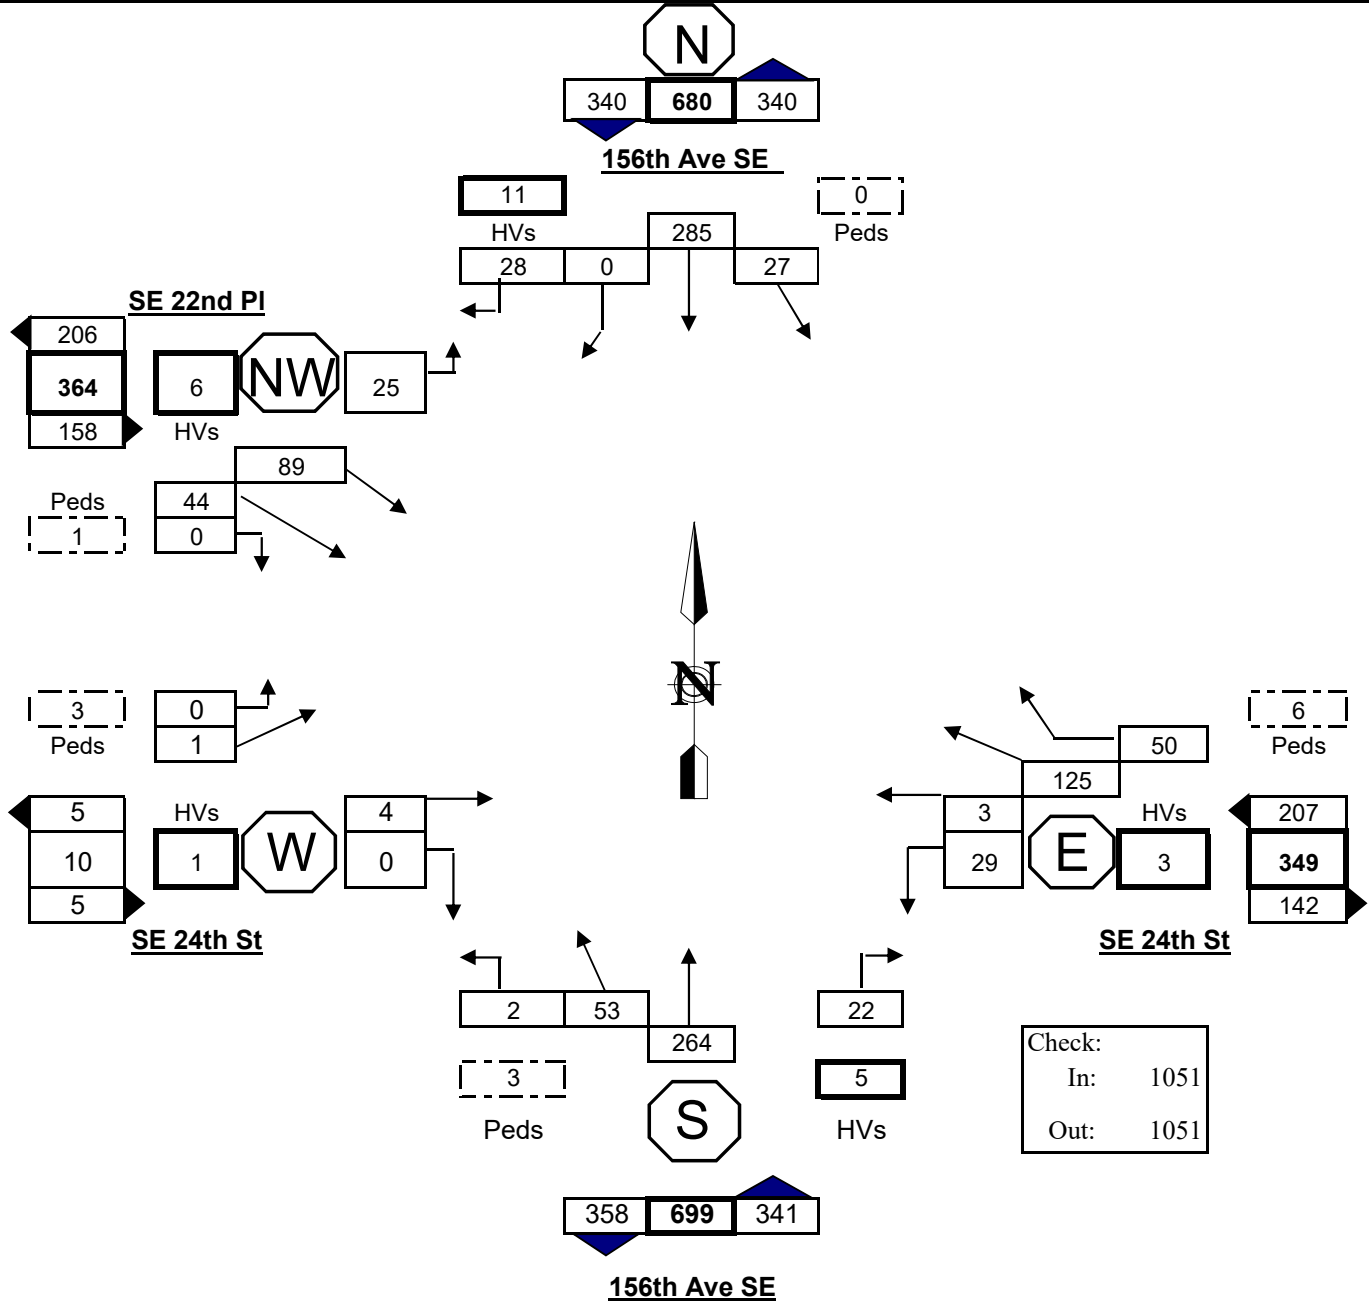 N
340 680 340
156th Ave SE
11 0
HVs 285 Peds
28 0 27
SE 22nd Pl
206
364 6 NW 25
158 HVs
89
Peds 44
1 0
N
3 0 6
Peds 1 50 Peds
125
5 HVs 4 3 HVs 207
10 1 W 0 29 E 3 349
5 142
SE 24th St SE 24th St
2 53 22
264 Check:
3 5 In: 1051
S
Peds HVs Out: 1051
358 699 341
156th Ave SE